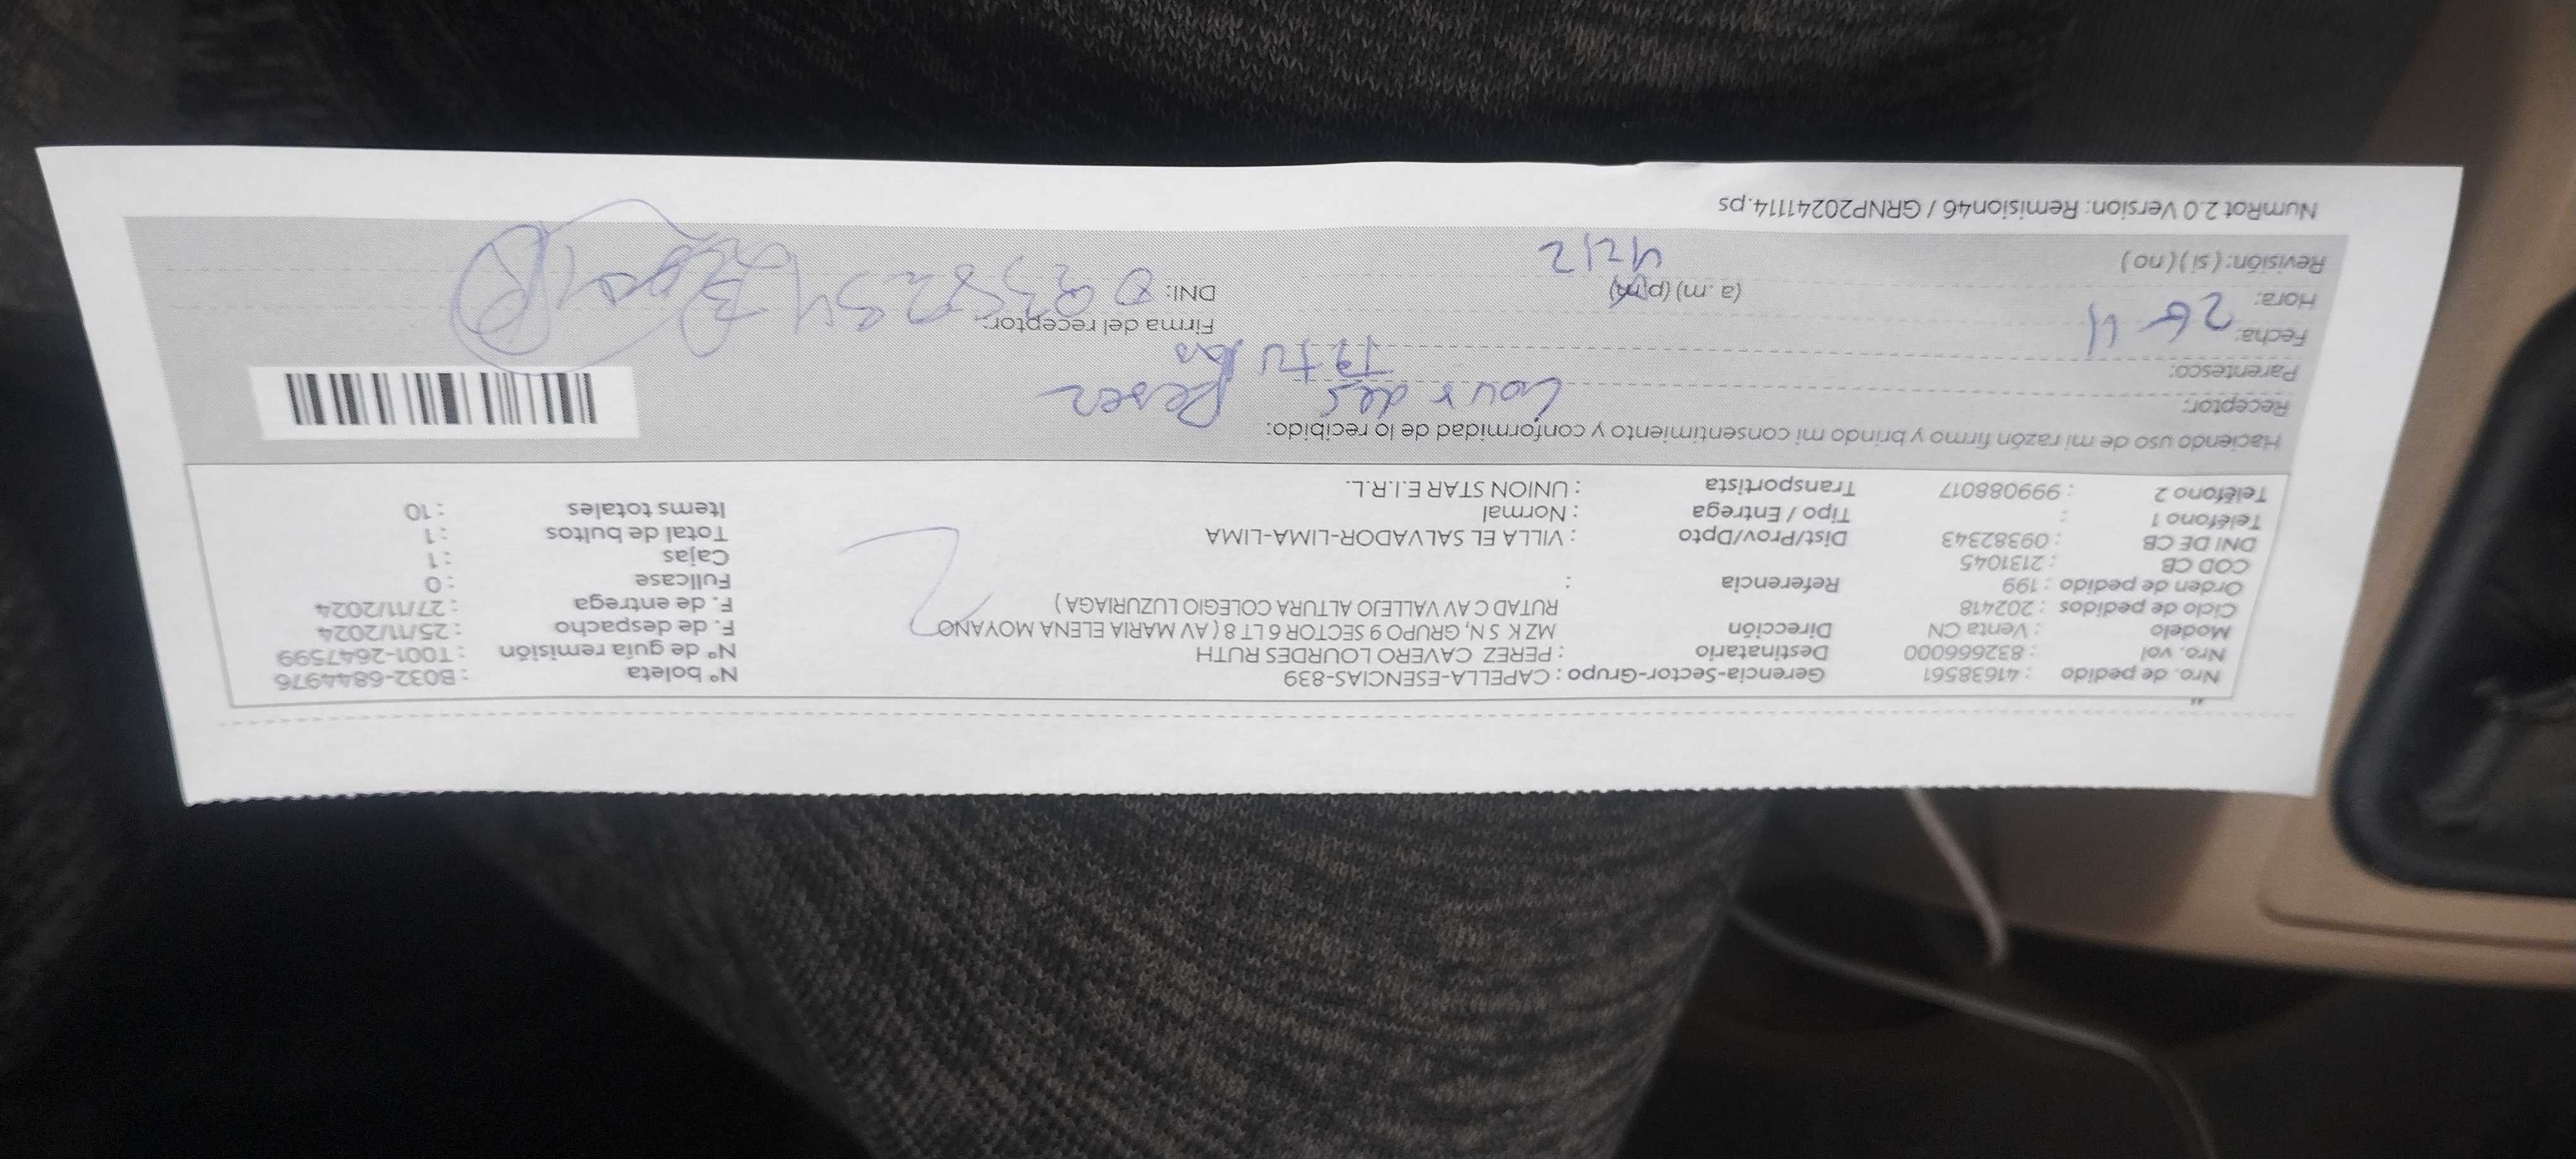 Nro. de pedido : 41638561 Gerencia-Sector-Grupo : CAPELLA-ESENCIAS-839 Nº boleta : B032-6844976
Nro. vol : 832666000 Destinatario : PEREZ CAVERO LOURDES RUTH Nº de guía remisión : T001-2647599
Modelo : Venta CN Dirección MZ K S N, GRUPO 9 SECTOR 6 LT 8 ( AV MARIA ELENA MOYANO F. de despacho : 25/11/2024
Ciclo de pedidos : 202418 RUTAD C AV VALLEJO ALTURA COLEGIO LUZURIAGA ) F. de entrega : 27/11/2024
Orden de pedido : 199 Referencia : Fullcase : 0
COD CB : 2131045 Cajas : 1
DNI DE CB : 09382343 Dist/Prov/Dpto : VILLA EL SALVADOR-LIMA-LIMA Total de bultos : 1
Teléfono 1 : Tipo / Entrega : Normal Items totales : 10
Teléfono 2 : 999088017 Transportista : UNION STAR E.I.R.L.
Haciendo uso de mi razón firmo y brindo mi consentimiento y conformidad de lo recibido:
Receptor: Lourdes
Parentesco:
Fecha: 26 11 Firma del receptor:
Hora: (a. m) (p.m) DNI:
Revisión: ( si ) ( no )
NumRot 2.0 Version: Remision46 / GRNP20241114.ps